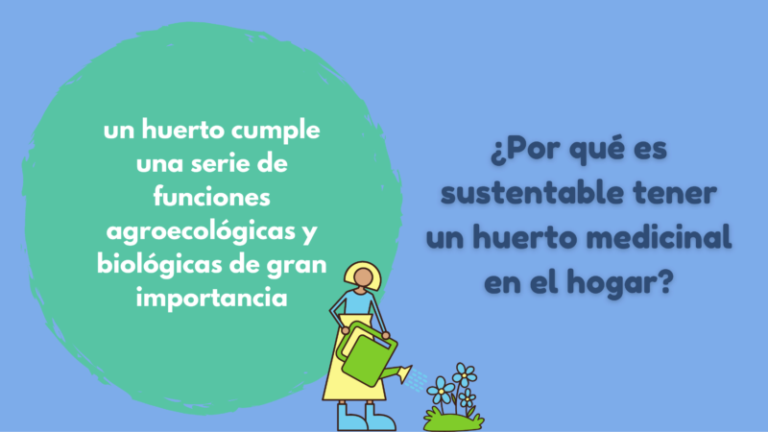 un huerto cumple
una serie de
funciones
agroecológicas y
biológicas de gran
importancia
¿Por qué es
sustentable tener
un huerto medicinal
en el hogar?